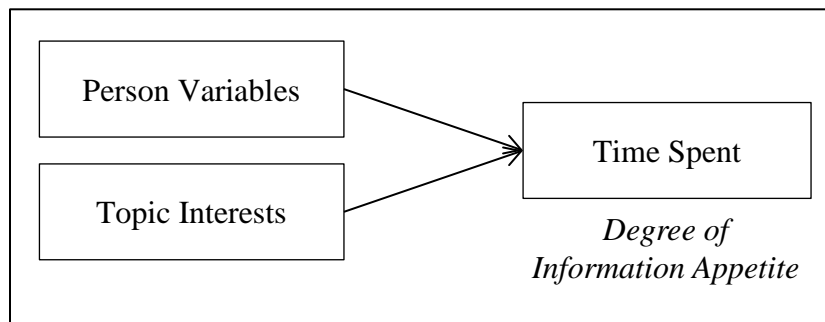 Person Variables
Topic Interests
Time Spent
Degree of
Information Appetite